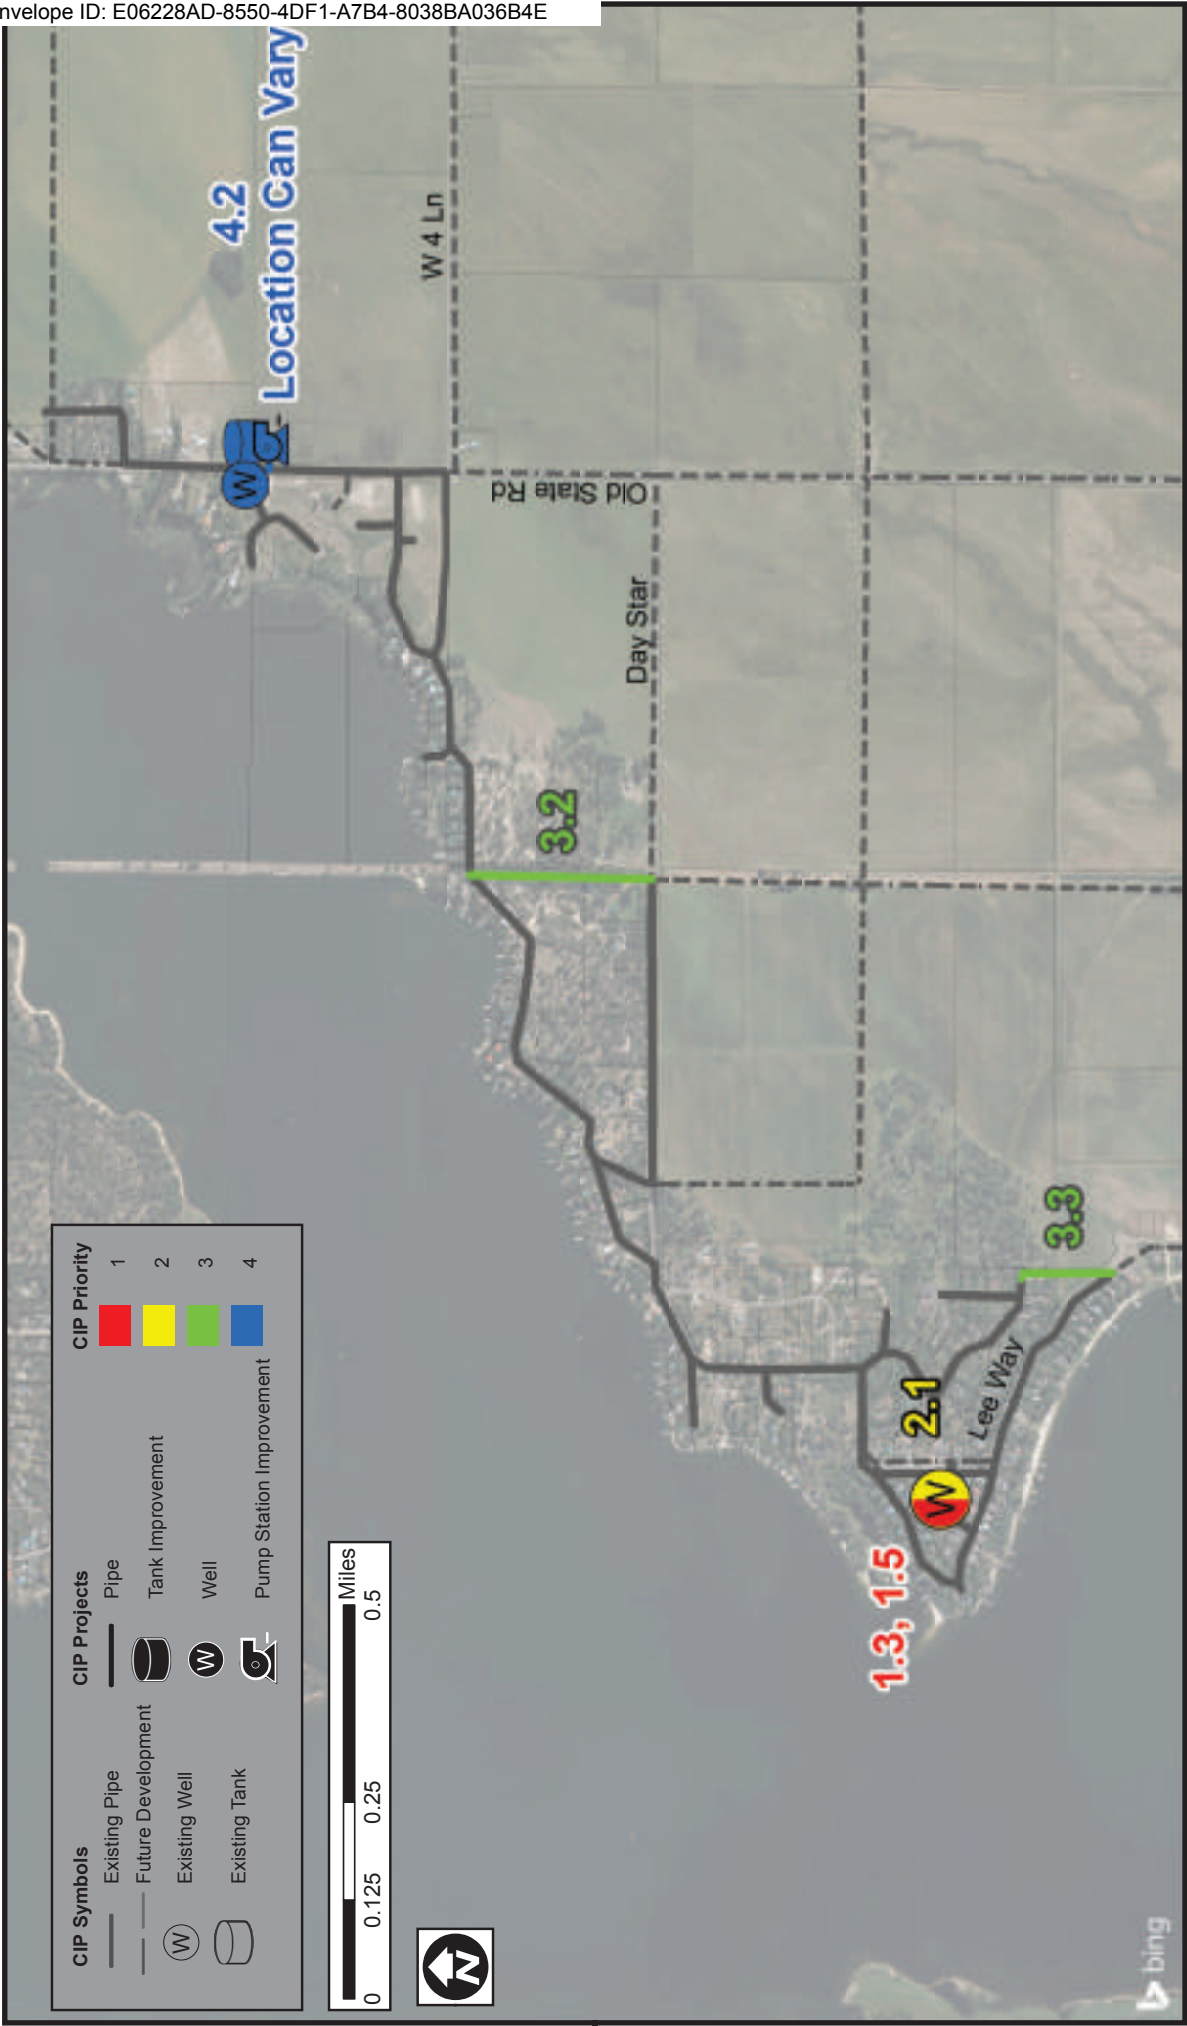 nvelope ID: E06228AD-8550-4DF1-A7B4-8038BA036B4E
CIP Symbols
Existing Pipe
Future Development
W Existing Well
Existing Tank
CIP Projects
Pipe
Tank Improvement
W Well
Pump Station Improvement
CIP Priority
1
2
3
4
0 0.125 0.25 0.5
Miles
N
4.2
Location Can Vary
W
W 4 Ln
Old State Rd
Day Star
3.2
3.3
2.1
Lee Way
W
1.3, 1.5
bing